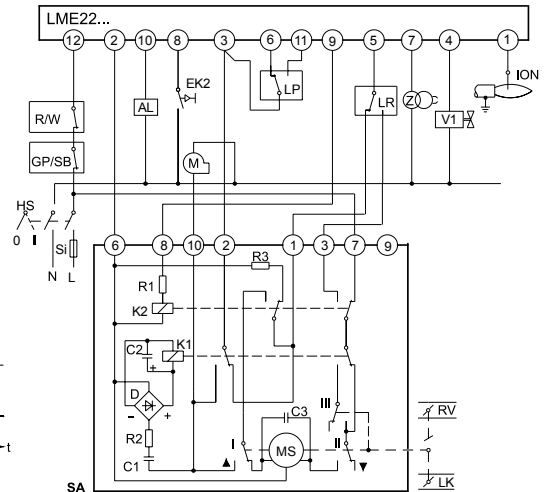 LME22...
12 2 10 8 3 6 11 9 5 7 4 1
ION
EK2
LP
R/W
AL
LR
Z
V1
M
GP/SB
HS
0 I
Si
N L
6 8 10 2 1 3 7 9
R3
R1
K2
K1
C2
+
D
- +
R2
C1
C3
I
MS
III
II
RV
LK
t
SA